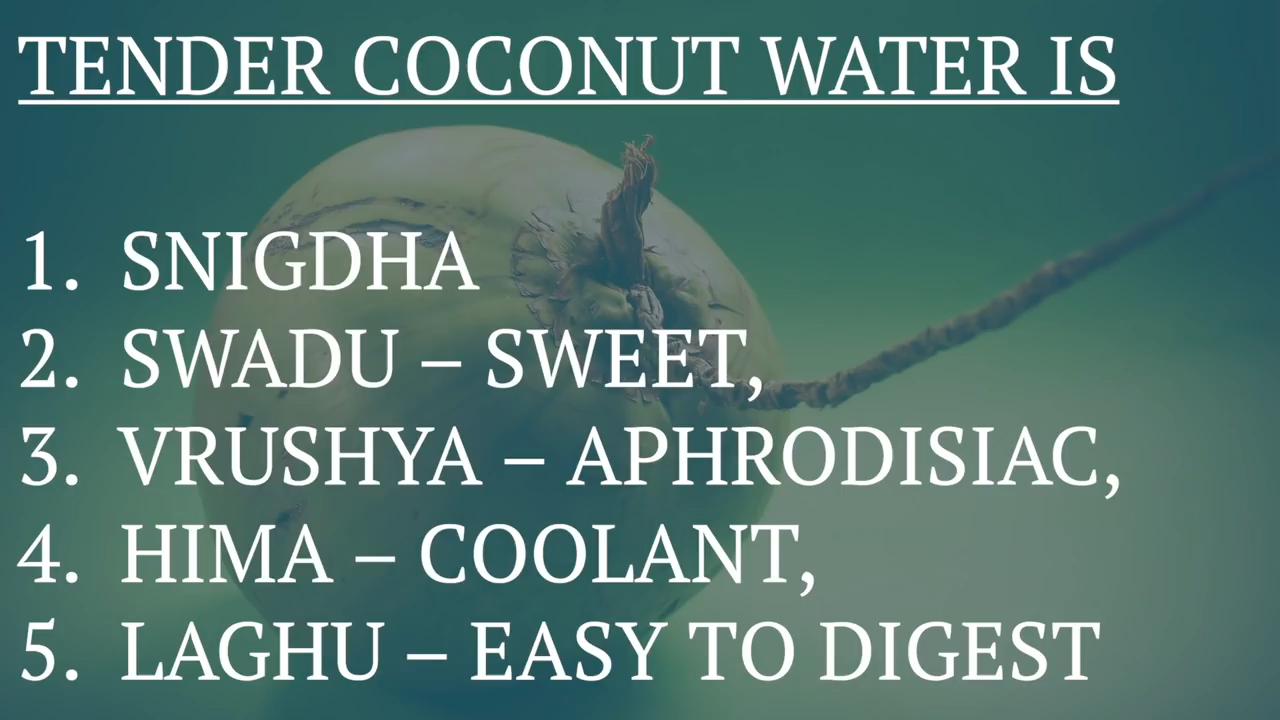 TENDER COCONUT WATER IS
1. SNIGDHA
2. SWADU – SWEET,
3. VRUSHYA – APHRODISIAC,
4. HIMA – COOLANT,
5. LAGHU – EASY TO DIGEST